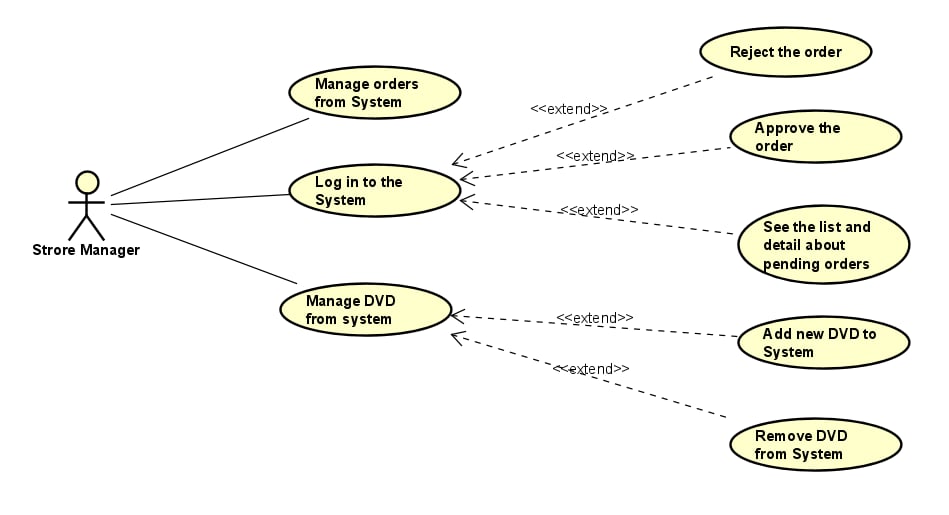 Reject the order
Manage orders
from System
<<extend>>
Approve the
order
<<extend>>
Log in to the
System
<<extend>>
See the list and
detail about
pending orders
Strore Manager
Manage DVD
from system
<<extend>>
Add new DVD to
System
<<extend>>
Remove DVD
from System